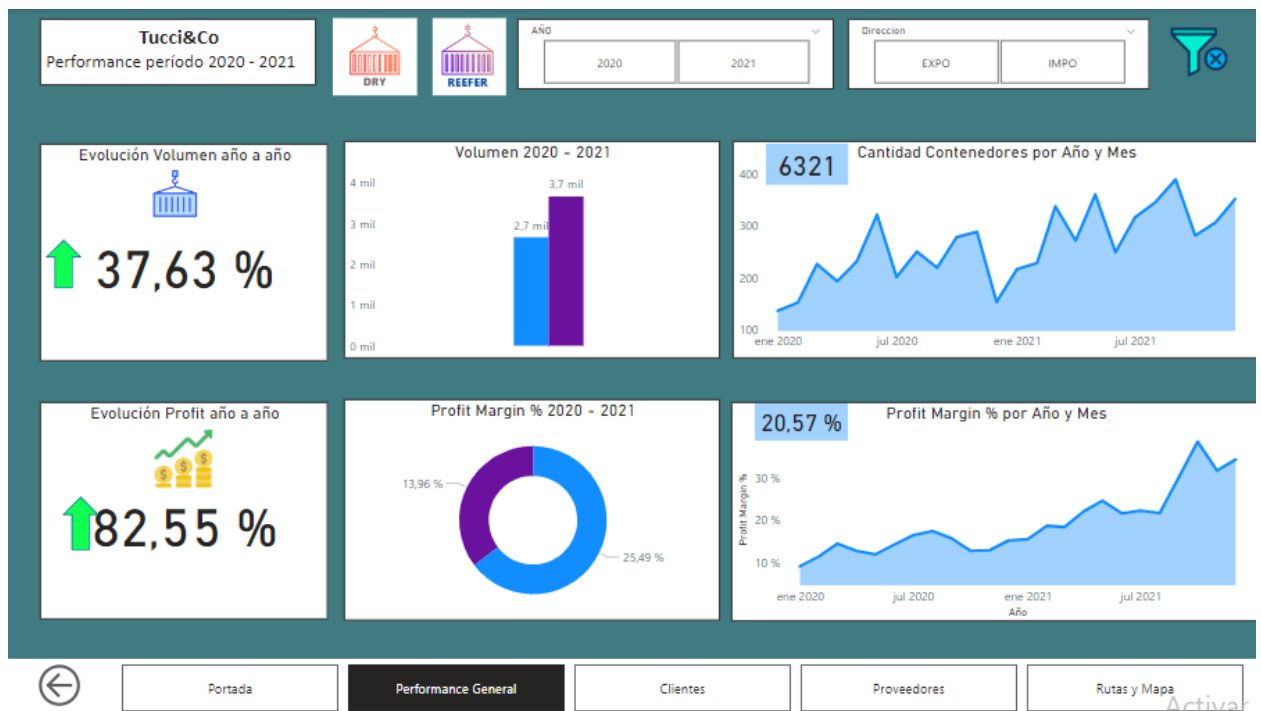 Tucci&Co
Performance período 2020 - 2021
DRY
REEFER
AÑO
2020
2021
Direccion
EXPO
IMPO
Evolución Volumen año a año
37,63 %
Volumen 2020 - 2021
4 mil
3 mil
2 mil
1 mil
0 mil
2,7 mil
3,7 mil
6321
Cantidad Contenedores por Año y Mes
400
300
200
100
ene 2020
jul 2020
ene 2021
jul 2021
Evolución Profit año a año
82,55 %
Profit Margin % 2020 - 2021
13,96 %
25,49 %
20,57 %
Profit Margin % por Año y Mes
Profit Margin %
30 %
20 %
10 %
ene 2020
jul 2020
ene 2021
jul 2021
Año
Portada
Performance General
Clientes
Proveedores
Rutas y Mapa
Activar